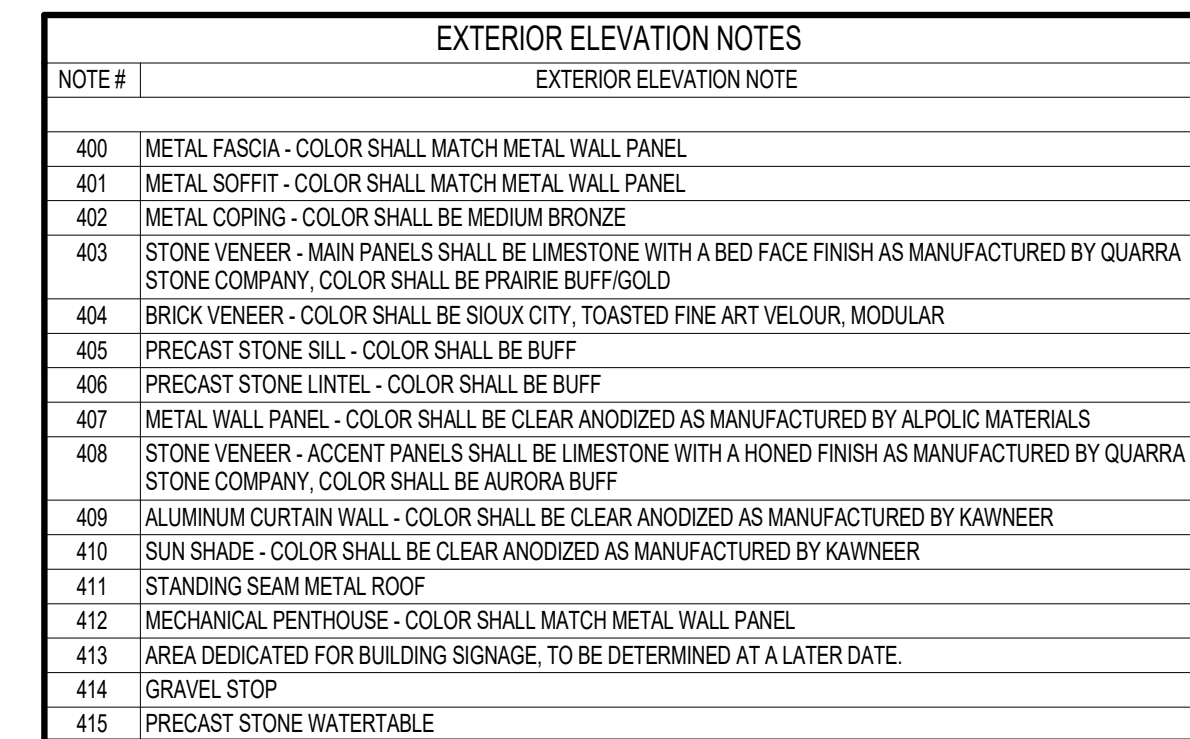 EXTERIOR ELEVATION NOTES
NOTE # EXTERIOR ELEVATION NOTE
400 METAL FASCIA - COLOR SHALL MATCH METAL WALL PANEL
401 METAL SOFFIT - COLOR SHALL MATCH METAL WALL PANEL
402 METAL COPING - COLOR SHALL BE MEDIUM BRONZE
403 STONE VENEER - MAIN PANELS SHALL BE LIMESTONE WITH A BED FACE FINISH AS MANUFACTURED BY QUARRA
STONE COMPANY, COLOR SHALL BE PRAIRIE BUFF/GOLD
404 BRICK VENEER - COLOR SHALL BE SIOUX CITY, TOASTED FINE ART VELOUR, MODULAR
405 PRECAST STONE SILL - COLOR SHALL BE BUFF
406 PRECAST STONE LINTEL - COLOR SHALL BE BUFF
407 METAL WALL PANEL - COLOR SHALL BE CLEAR ANODIZED AS MANUFACTURED BY ALPOLIC MATERIALS
408 STONE VENEER - ACCENT PANELS SHALL BE LIMESTONE WITH A HONED FINISH AS MANUFACTURED BY QUARRA
STONE COMPANY, COLOR SHALL BE AURORA BUFF
409 ALUMINUM CURTAIN WALL - COLOR SHALL BE CLEAR ANODIZED AS MANUFACTURED BY KAWNEER
410 SUN SHADE - COLOR SHALL BE CLEAR ANODIZED AS MANUFACTURED BY KAWNEER
411 STANDING SEAM METAL ROOF
412 MECHANICAL PENTHOUSE - COLOR SHALL MATCH METAL WALL PANEL
413 AREA DEDICATED FOR BUILDING SIGNAGE, TO BE DETERMINED AT A LATER DATE.
414 GRAVEL STOP
415 PRECAST STONE WATERTABLE